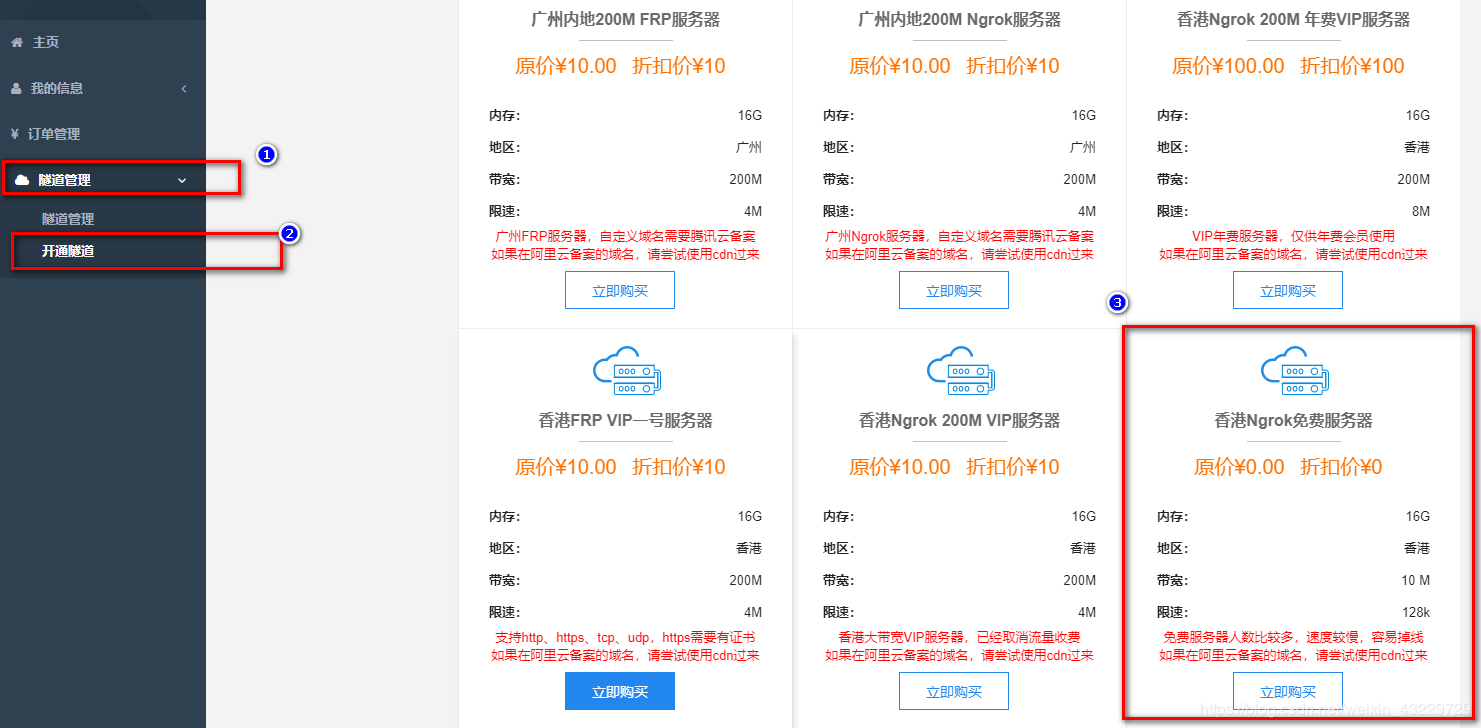 主页
我的信息
¥ 订单管理
隧道管理
隧道管理
开通隧道
1
2
3
广州内地200M FRP服务器
原价¥10.00 折扣价¥10
内存: 16G
地区: 广州
带宽: 200M
限速: 4M
广州FRP服务器，自定义域名需要腾讯云备案
如果在阿里云备案的域名，请尝试使用cdn过来
立即购买
广州内地200M Ngrok服务器
原价¥10.00 折扣价¥10
内存: 16G
地区: 广州
带宽: 200M
限速: 4M
广州Ngrok服务器，自定义域名需要腾讯云备案
如果在阿里云备案的域名，请尝试使用cdn过来
立即购买
香港Ngrok 200M 年费VIP服务器
原价¥100.00 折扣价¥100
内存: 16G
地区: 香港
带宽: 200M
限速: 8M
VIP年费服务器，仅供年费会员使用
如果在阿里云备案的域名，请尝试使用cdn过来
立即购买
香港FRP VIP一号服务器
原价¥10.00 折扣价¥10
内存: 16G
地区: 香港
带宽: 200M
限速: 4M
支持http、https、tcp、udp，https需要有证书
如果在阿里云备案的域名，请尝试使用cdn过来
立即购买
香港Ngrok 200M VIP服务器
原价¥10.00 折扣价¥10
内存: 16G
地区: 香港
带宽: 200M
限速: 4M
香港大带宽VIP服务器，已经取消流量收费
如果在阿里云备案的域名，请尝试使用cdn过来
立即购买
香港Ngrok免费服务器
原价¥0.00 折扣价¥0
内存: 16G
地区: 香港
带宽: 10 M
限速: 128k
免费服务器人数比较多，速度较慢，容易掉线
如果在阿里云备案的域名，请尝试使用cdn过来
立即购买
https://blog.csdn.net/weixin_43229729